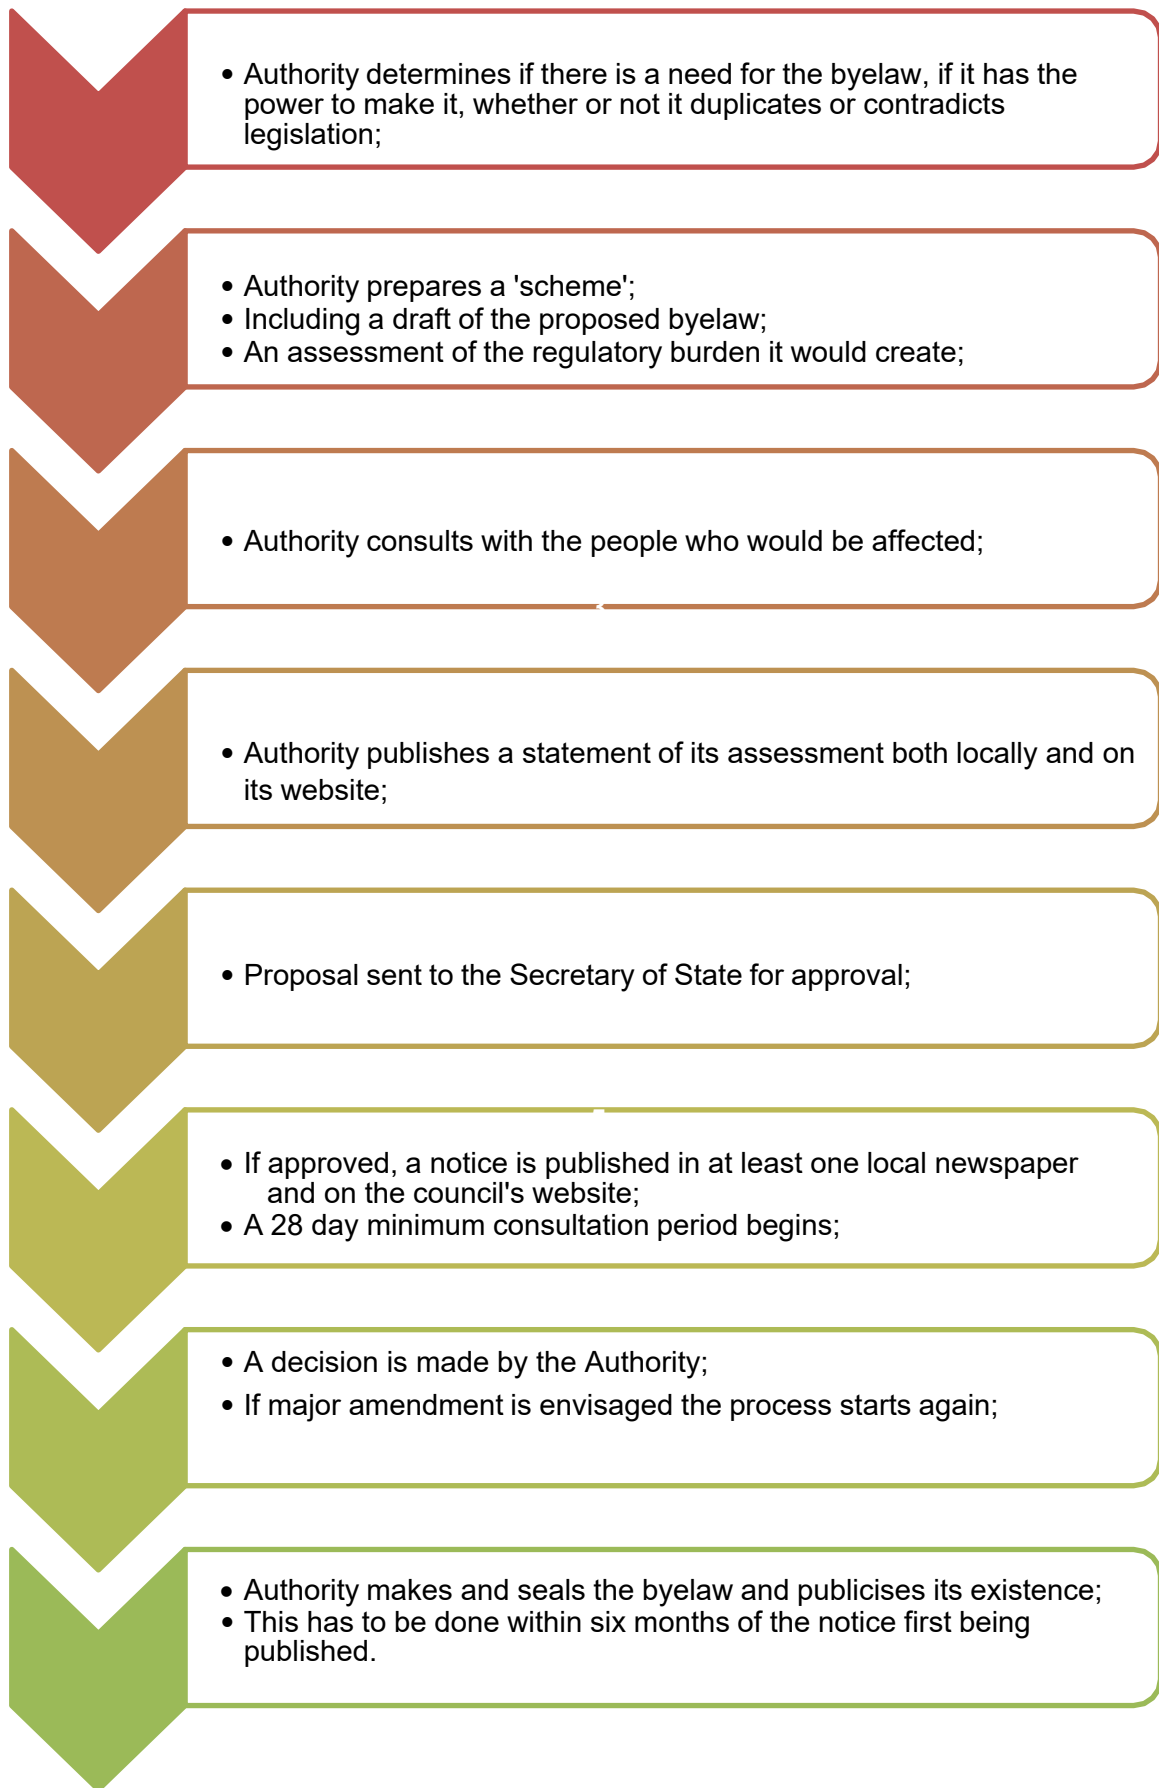 • Authority determines if there is a need for the byelaw, if it has the
power to make it, whether or not it duplicates or contradicts
legislation;
• Authority prepares a 'scheme';
• Including a draft of the proposed byelaw;
• An assessment of the regulatory burden it would create;
• Authority consults with the people who would be affected;
• Authority publishes a statement of its assessment both locally and on
its website;
• Proposal sent to the Secretary of State for approval;
• If approved, a notice is published in at least one local newspaper
and on the council's website;
• A 28 day minimum consultation period begins;
• A decision is made by the Authority;
• If major amendment is envisaged the process starts again;
• Authority makes and seals the byelaw and publicises its existence;
• This has to be done within six months of the notice first being
published.